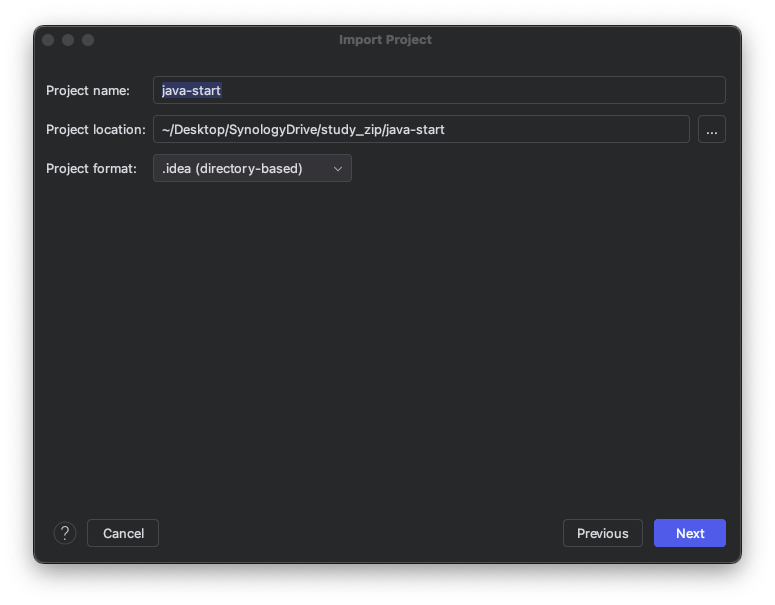 Import Project
Project name: java-start
Project location: ~/Desktop/SynologyDrive/study_zip/java-start ...
Project format: .idea (directory-based)
? Cancel Previous Next